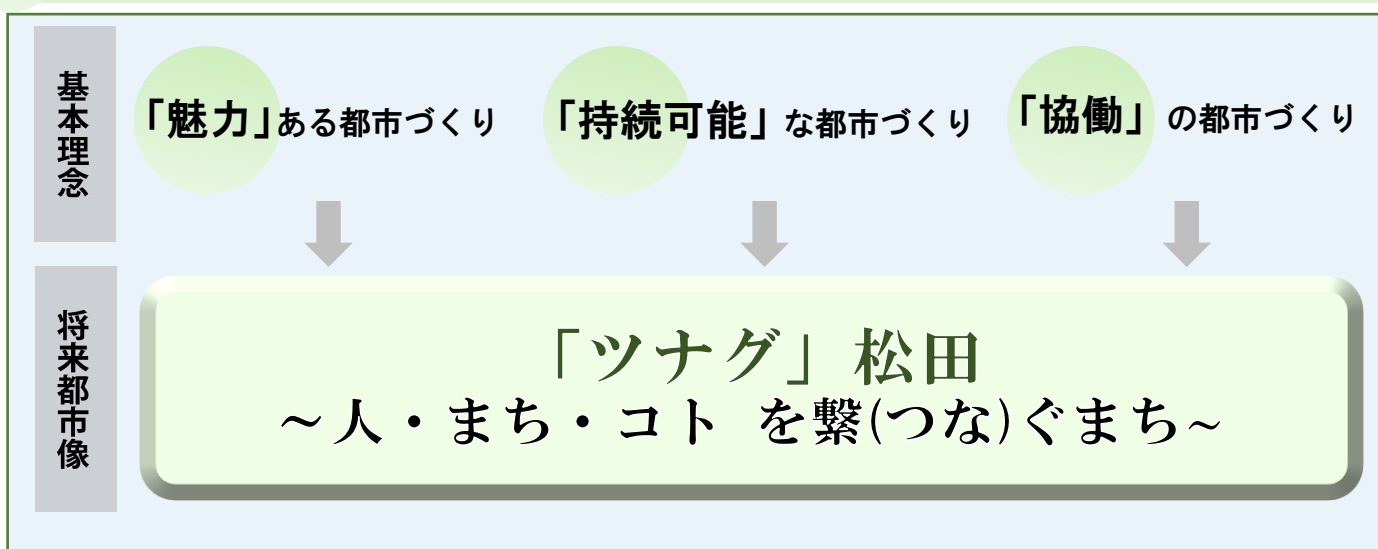 基本理念
「魅力」ある都市づくり
「持続可能」な都市づくり
「協働」の都市づくり
将来都市像
「ツナグ」松田
~人・まち・コト を繋(つな)ぐまち~